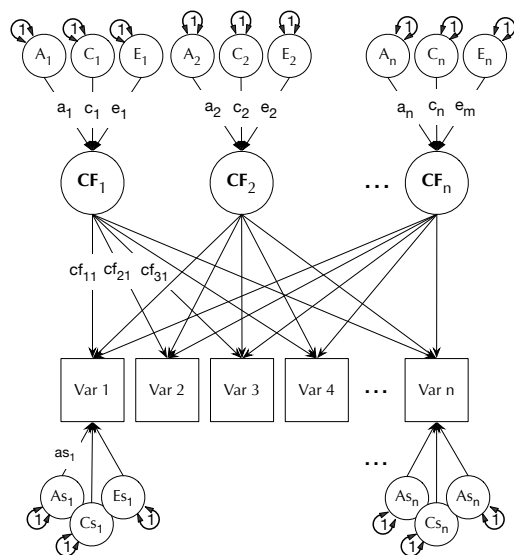 1 1 1 1 1 1 1 1 1
A1 C1 E1 A2 C2 E2 An Cn En
a1 c1 e1 a2 c2 e2 an cn em
CF1 CF2 ... CFn
cf11 cf21 cf31
Var 1 Var 2 Var 3 Var 4 ... Var n
as1
...
As1 Es1 Asn Asn
Cs1 Csn
1 1 1 1
1 1